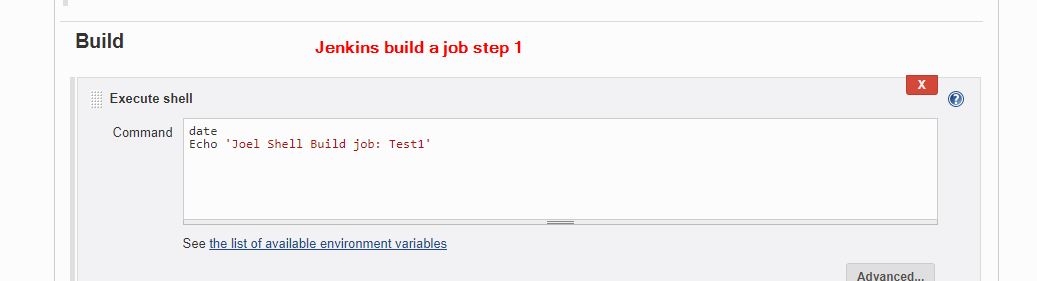 Build
Jenkins build a job step 1
X
Execute shell
?
Command
date
Echo 'Joel Shell Build job: Test1'
See the list of available environment variables
Advanced...